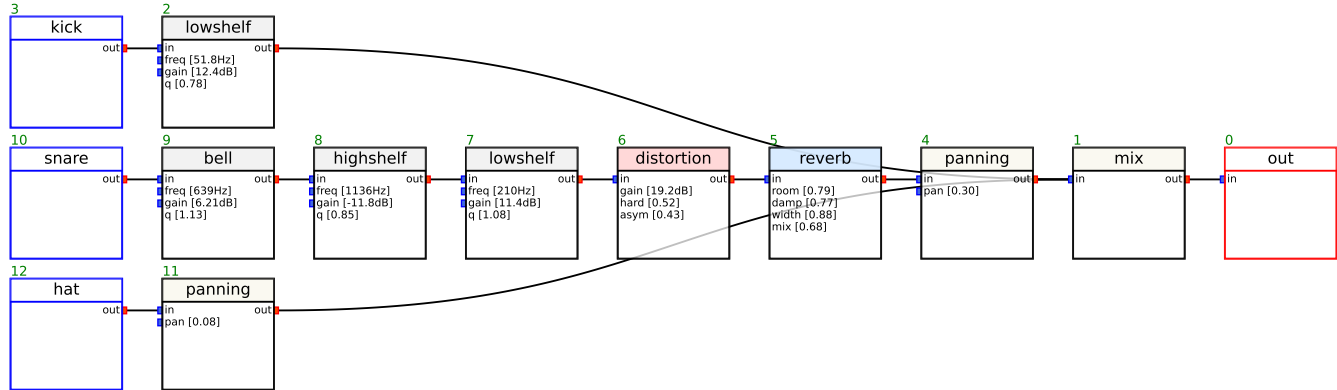 3
kick
out
2
lowshelf
in out
freq [51.8Hz]
gain [12.4dB]
q [0.78]
10
snare
out
9
bell
in out
freq [639Hz]
gain [6.21dB]
q [1.13]
8
highshelf
in out
freq [1136Hz]
gain [-11.8dB]
q [0.85]
7
lowshelf
in out
freq [210Hz]
gain [11.4dB]
q [1.08]
6
distortion
in out
gain [19.2dB]
hard [0.52]
asym [0.43]
5
reverb
in out
room [0.79]
damp [0.77]
width [0.88]
mix [0.68]
4
panning
in out
pan [0.30]
1
mix
in out
0
out
in
12
hat
out
11
panning
in out
pan [0.08]